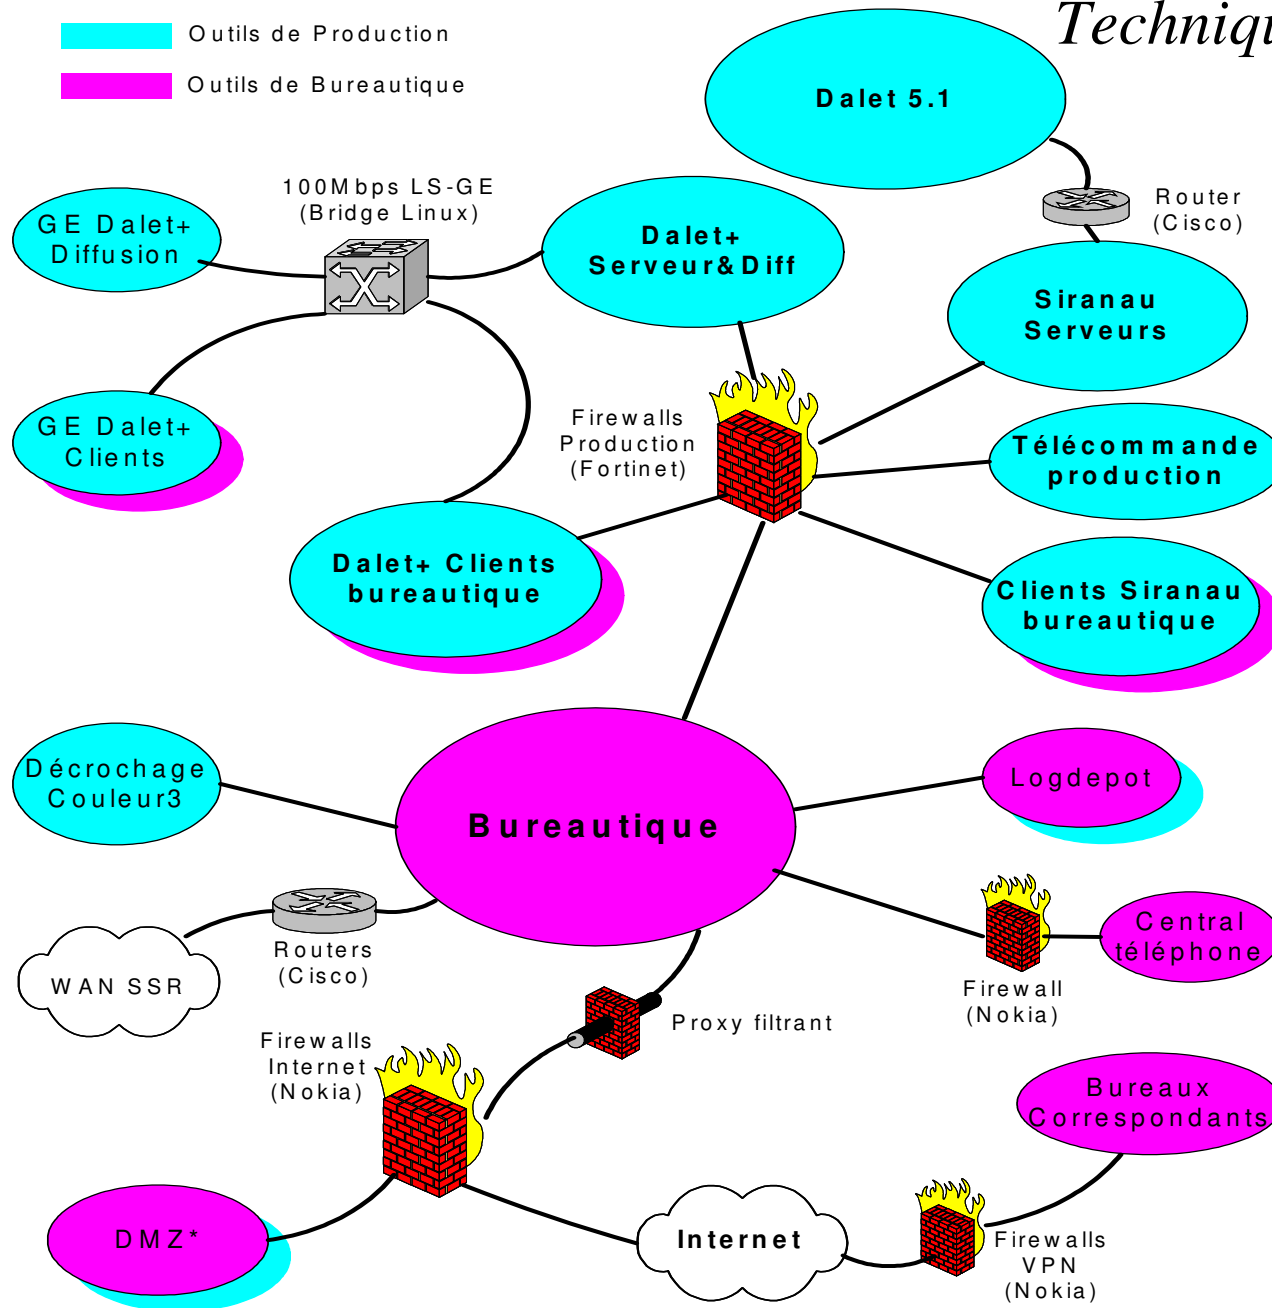 Techniqu
Outils de Production
Outils de Bureautique
Dalet 5.1
100Mbps LS-GE
(Bridge Linux)
Router
(Cisco)
GE Dalet+
Diffusion
Dalet+
Serveur&Diff
Siranau
Serveurs
GE Dalet+
Clients
Firewalls
Production
(Fortinet)
Télécommande
production
Dalet+ Clients
bureautique
Clients Siranau
bureautique
Décrochage
Couleur3
Bureautique
Logdepot
Routers
(Cisco)
WAN SSR
Central
téléphone
Firewall
(Nokia)
Proxy filtrant
Firewalls
Internet
(Nokia)
Bureaux
Correspondants
DMZ*
Internet
Firewalls
VPN
(Nokia)